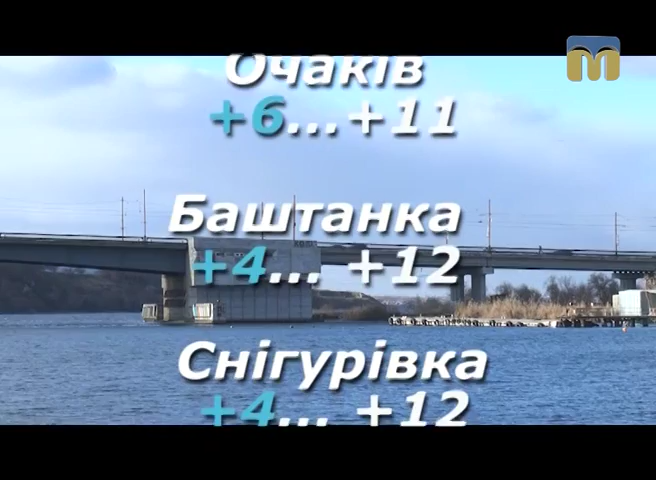 Очаків
+6...+11
Баштанка
+4... +12
Снігурівка
+4... +12